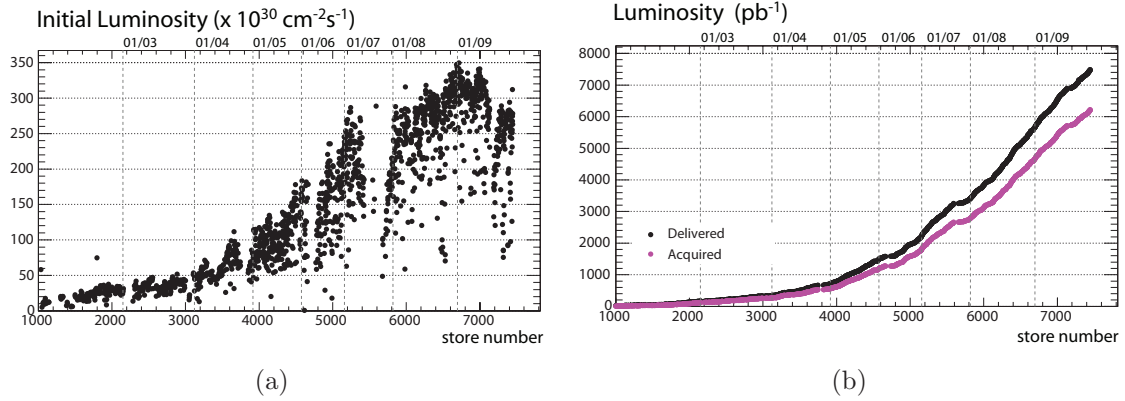 Initial Luminosity (x 10³⁰ cm⁻²s⁻¹)
01/03 01/04 01/05 01/06 01/07 01/08 01/09
350
300
250
200
150
100
50
0
1000 2000 3000 4000 5000 6000 7000
store number
(a)
Luminosity (pb⁻¹)
01/03 01/04 01/05 01/06 01/07 01/08 01/09
8000
7000
6000
5000
4000
3000
2000
1000
0
Delivered
Acquired
1000 2000 3000 4000 5000 6000 7000
store number
(b)